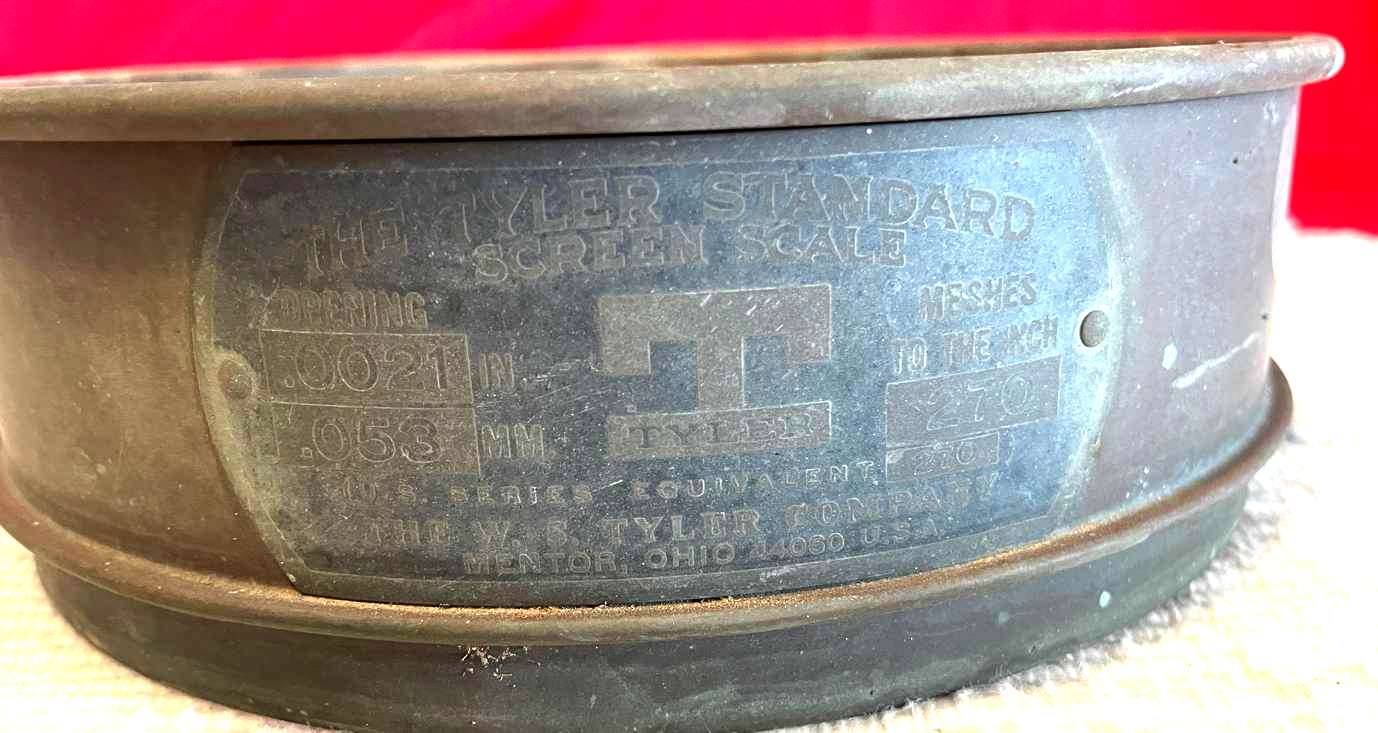 THE TYLER STANDARD
SCREEN SCALE
OPENING
.0021 IN
.053 MM.
T
TYLER
MESHES
TO THE INCH
270
270
U.S. SERIES EQUIVALENT
THE W. S. TYLER COMPANY
MENTOR, OHIO 44060 U.S.A.